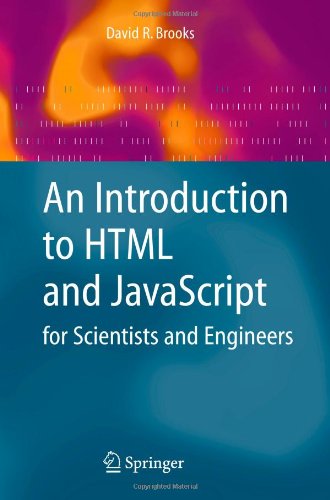 David R. Brooks
An Introduction
to HTML
and JavaScript
for Scientists and Engineers
Springer